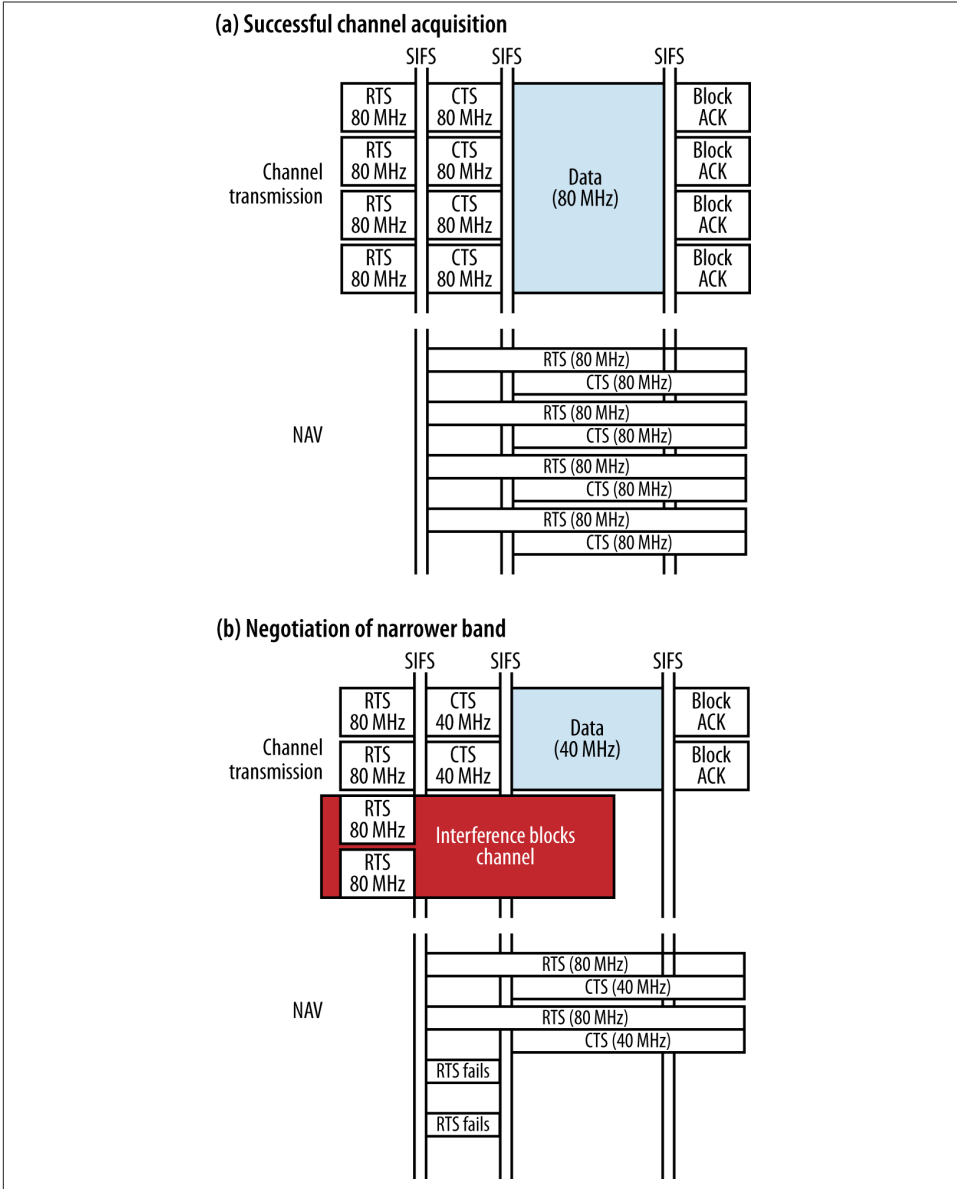 (a) Successful channel acquisition
SIFS SIFS SIFS
RTS
80 MHz
CTS
80 MHz
Block
ACK
RTS
80 MHz
CTS
80 MHz
Block
ACK
RTS
80 MHz
CTS
80 MHz
Block
ACK
RTS
80 MHz
CTS
80 MHz
Block
ACK
Channel
transmission
Data
(80 MHz)
RTS (80 MHz)
CTS (80 MHz)
RTS (80 MHz)
CTS (80 MHz)
NAV
RTS (80 MHz)
CTS (80 MHz)
RTS (80 MHz)
CTS (80 MHz)
(b) Negotiation of narrower band
SIFS SIFS SIFS
RTS
80 MHz
CTS
40 MHz
Block
ACK
RTS
80 MHz
CTS
40 MHz
Block
ACK
Channel
transmission
Data
(40 MHz)
RTS
80 MHz
RTS
80 MHz
Interference blocks
channel
RTS (80 MHz)
CTS (40 MHz)
NAV
RTS (80 MHz)
CTS (40 MHz)
RTS fails
RTS fails